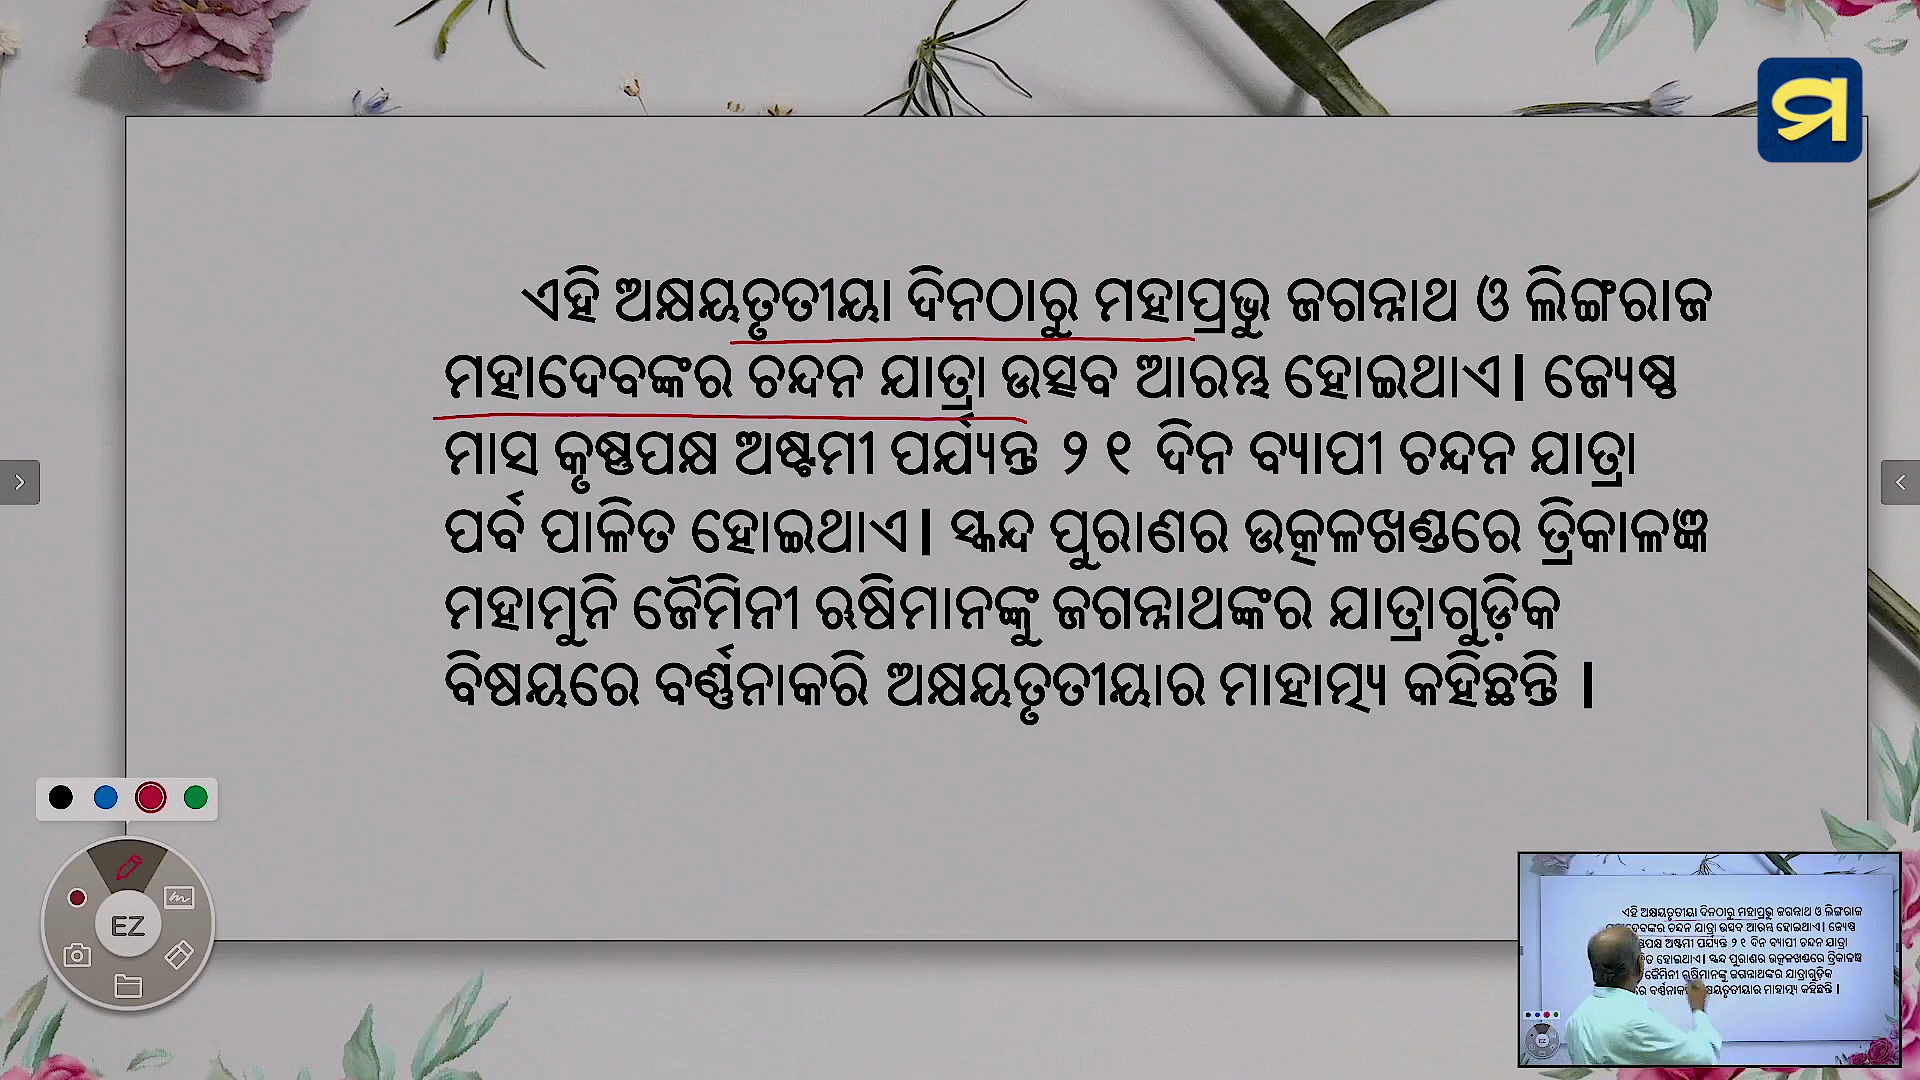 ମ
ଏହି ଅକ୍ଷୟତୃତୀୟା ଦିନଠାରୁ ମହାପ୍ରଭୁ ଜଗନ୍ନାଥ ଓ ଲିଙ୍ଗରାଜ
ମହାଦେବଙ୍କର ଚନ୍ଦନ ଯାତ୍ରା ଉତ୍ସବ ଆରମ୍ଭ ହୋଇଥାଏ । ଜ୍ୟେଷ୍ଠ
ମାସ କୃଷ୍ଣପକ୍ଷ ଅଷ୍ଟମୀ ପର୍ଯ୍ୟନ୍ତ ୨୧ ଦିନ ବ୍ୟାପୀ ଚନ୍ଦନ ଯାତ୍ରା
ପର୍ବ ପାଳିତ ହୋଇଥାଏ । ସ୍କନ୍ଦ ପୁରାଣର ଉତ୍କଳଖଣ୍ଡରେ ତ୍ରିକାଳଜ୍ଞ
ମହାମୁନି ଜୈମିନୀ ଋଷିମାନଙ୍କୁ ଜଗନ୍ନାଥଙ୍କର ଯାତ୍ରାଗୁଡ଼ିକ
ବିଷୟରେ ବର୍ଣ୍ଣନାକରି ଅକ୍ଷୟତୃତୀୟାର ମାହାତ୍ମ୍ୟ କହିଛନ୍ତି ।
EZ